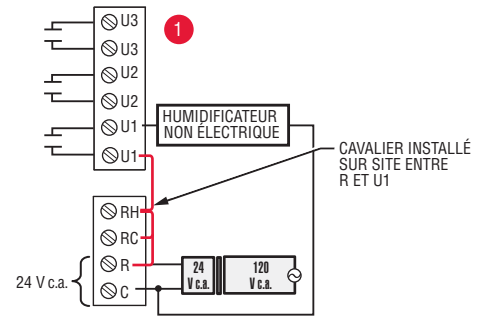 U3
1
U3
U2
U2
U1
HUMIDIFICATEUR
NON ÉLECTRIQUE
U1
CAVALIER INSTALLÉ
SUR SITE ENTRE
R ET U1
RH
RC
R
24 V c.a.
C
24
V c.a.
120
V c.a.